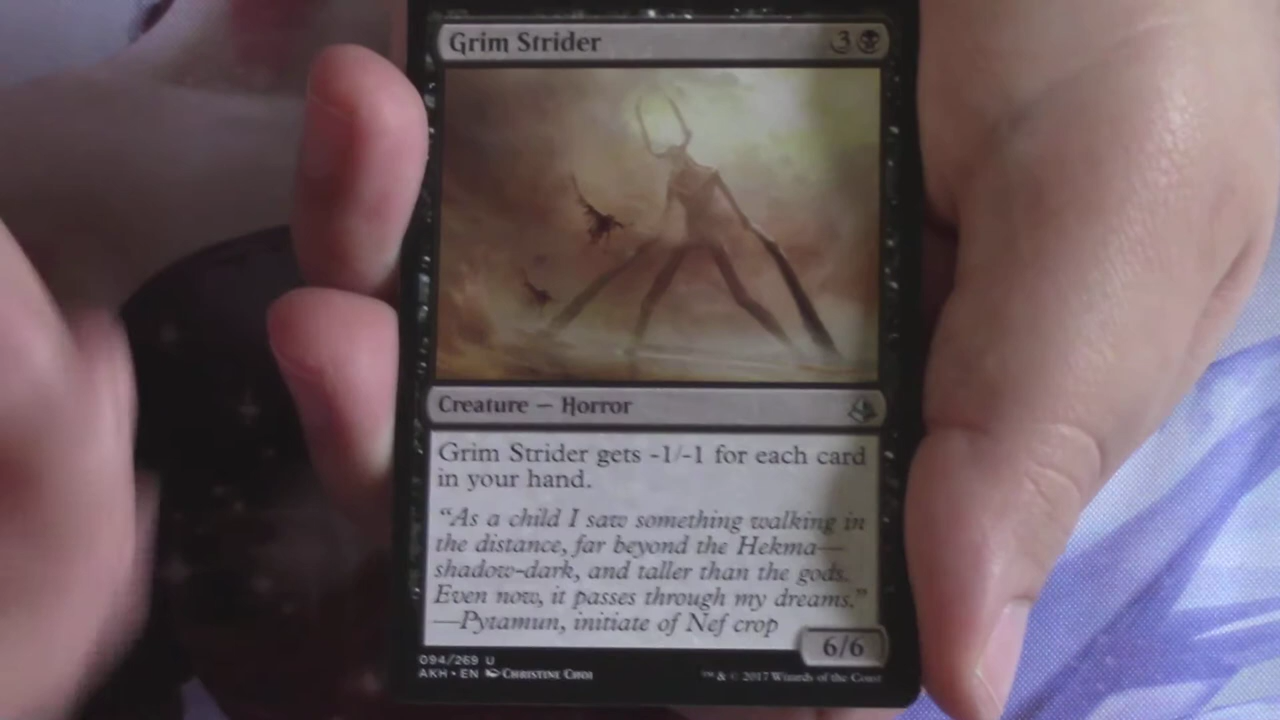 Grim Strider 3
Creature — Horror
Grim Strider gets -1/-1 for each card
in your hand.
“As a child I saw something walking in
the distance, far beyond the Hekma—
shadow-dark, and taller than the gods.
Even now, it passes through my dreams.”
—Pytamun, initiate of Nef crop
6/6
094/269 U
AKH • EN Christine Choi
™ & © 2017 Wizards of the Coast